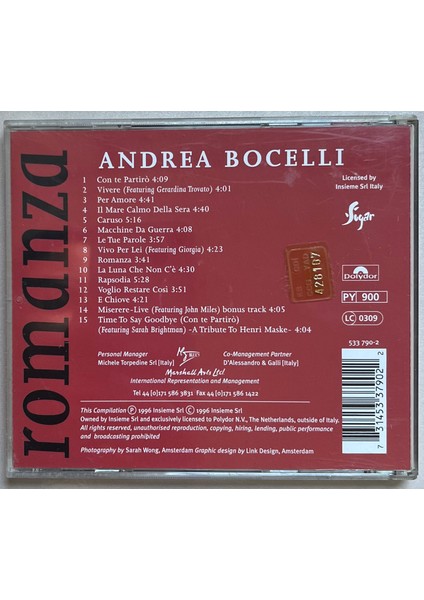 romanza
ANDREA BOCELLI
1 Con te Partirò 4:09
2 Vivere (Featuring Gerardina Trovato) 4:01
3 Per Amore 4:41
4 Il Mare Calmo Della Sera 4:40
5 Caruso 5:16
6 Macchine Da Guerra 4:08
7 Le Tue Parole 3:57
8 Vivo Per Lei (Featuring Giorgia) 4:23
9 Romanza 3:41
10 La Luna Che Non C'è 4:30
11 Rapsodia 5:28
12 Voglio Restare Così 3:51
13 E Chiove 4:21
14 Miserere-Live (Featuring John Miles) bonus track 4:05
15 Time To Say Goodbye (Con te Partirò)
(Featuring Sarah Brightman) -A Tribute To Henri Maske- 4:04
Licensed by
Insieme Srl Italy
Sugar
428167
Polydor
PY 900
LC 0309
533 790-2
Personal Manager
Michele Torpedine Srl (Italy)
Co-Management Partner
D'Alessandro & Galli (Italy)
Marshall Arts Ltd
International Representation and Management
Tel 44 (0)171 586 3831 Fax 44 (0)171 586 1422
This Compilation Ⓟ 1996 Insieme Srl © 1996 Insieme Srl
Owned by Insieme Srl and exclusively licensed to Polydor N.V., The Netherlands, outside of Italy.
All rights reserved, unauthorised reproduction, copying, hiring, lending, public performance
and broadcasting prohibited
Photography by Sarah Wong, Amsterdam Graphic design by Link Design, Amsterdam
7 31453 37902 2